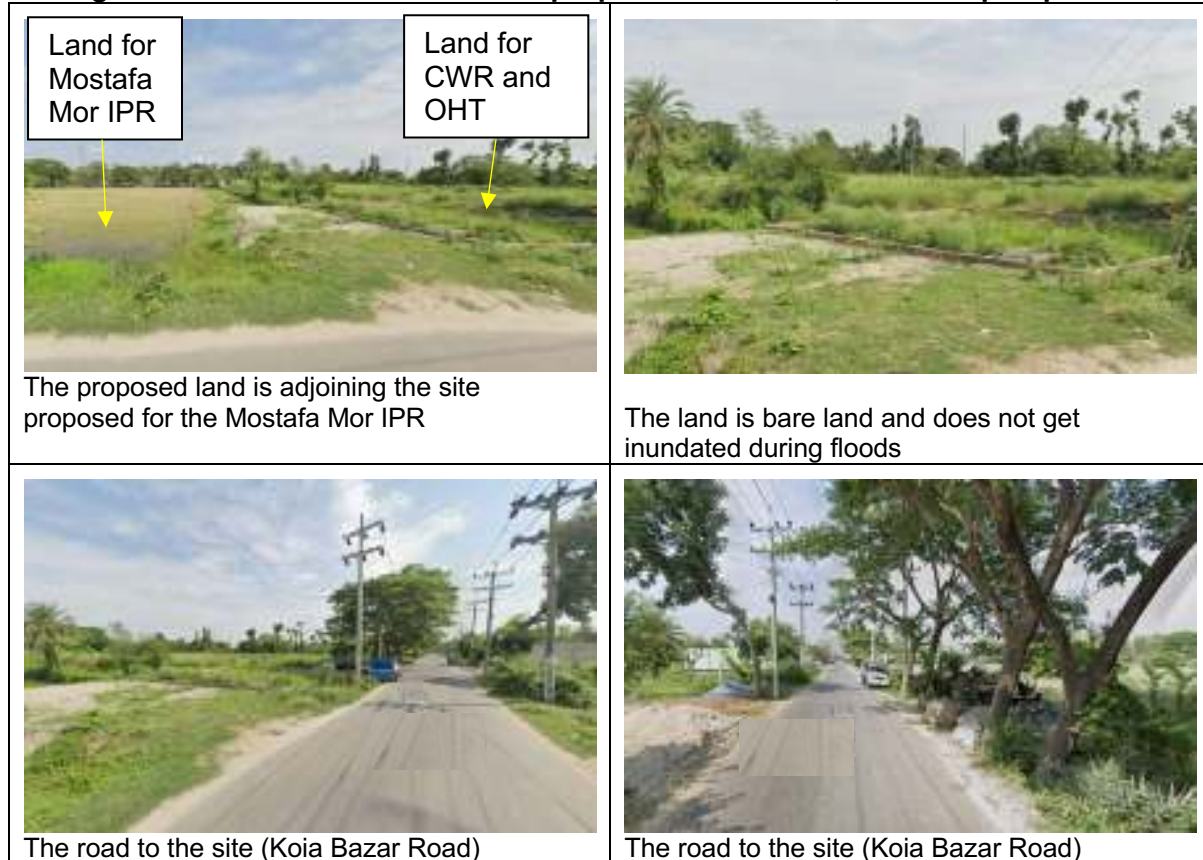 Land for
Mostafa
Mor IPR
Land for
CWR and
OHT
The proposed land is adjoining the site
proposed for the Mostafa Mor IPR
The land is bare land and does not get
inundated during floods
The road to the site (Koia Bazar Road)
The road to the site (Koia Bazar Road)